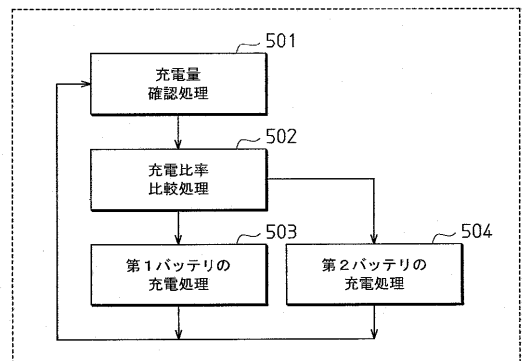 501
充電量
確認処理
502
充電比率
比較処理
503
第１バッテリの
充電処理
504
第２バッテリの
充電処理